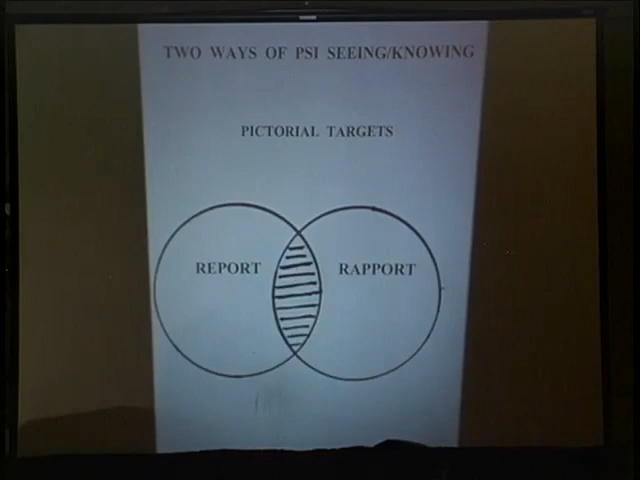 TWO WAYS OF PSI SEEING/KNOWING
PICTORIAL TARGETS
REPORT RAPPORT